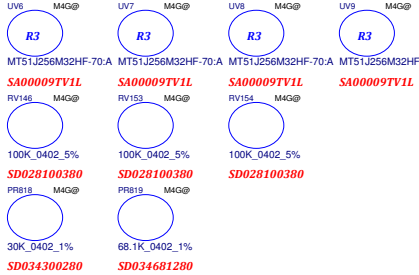 UV6 M4G@ UV7 M4G@ UV8 M4G@ UV9 M4G@
R3 R3 R3 R3
MT51J256M32HF-70:A MT51J256M32HF-70:A MT51J256M32HF-70:A MT51J256M32HF
SA00009TV1L SA00009TV1L SA00009TV1L SA00009TV1L
RV146 M4G@ RV153 M4G@ RV154 M4G@
100K_0402_5% 100K_0402_5% 100K_0402_5%
SD028100380 SD028100380 SD028100380
PR818 M4G@ PR819 M4G@
30K_0402_1% 68.1K_0402_1%
SD034300280 SD034681280